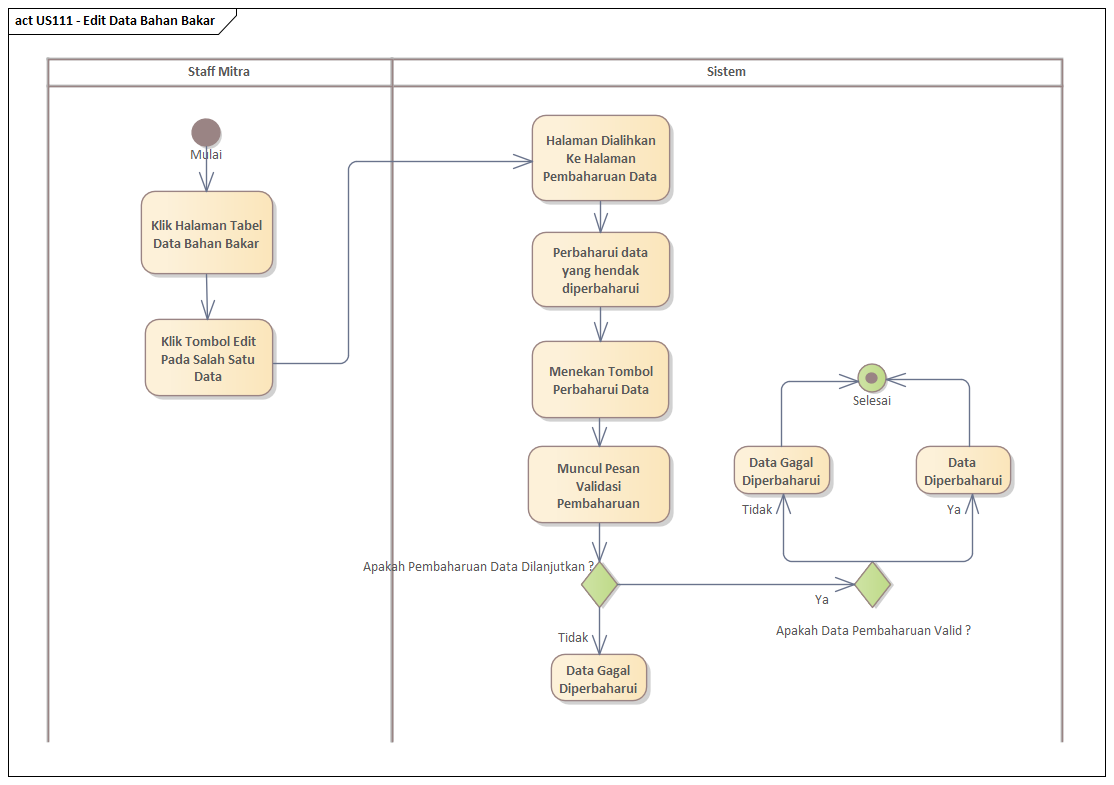 act US111 - Edit Data Bahan Bakar
Staff Mitra
Sistem
Mulai
Klik Halaman Tabel
Data Bahan Bakar
Klik Tombol Edit
Pada Salah Satu
Data
Halaman Dialihkan
Ke Halaman
Pembaharuan Data
Perbaharui data
yang hendak
diperbaharui
Menekan Tombol
Perbaharui Data
Muncul Pesan
Validasi
Pembaharuan
Apakah Pembaharuan Data Dilanjutkan ?
Tidak
Data Gagal
Diperbaharui
Ya
Apakah Data Pembaharuan Valid ?
Tidak
Data Gagal
Diperbaharui
Ya
Data
Diperbaharui
Selesai